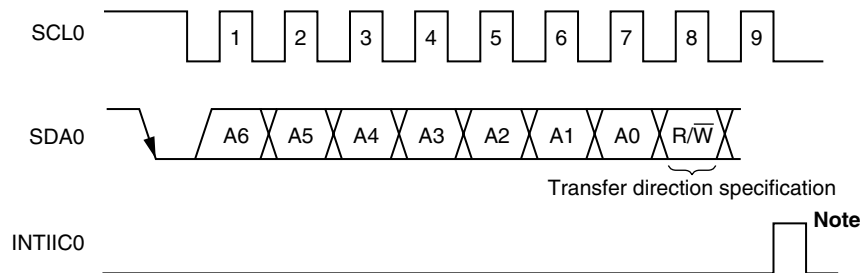 SCL0 1 2 3 4 5 6 7 8 9
SDA0 A6 A5 A4 A3 A2 A1 A0 R/W̅
Transfer direction specification
Note
INTIIC0